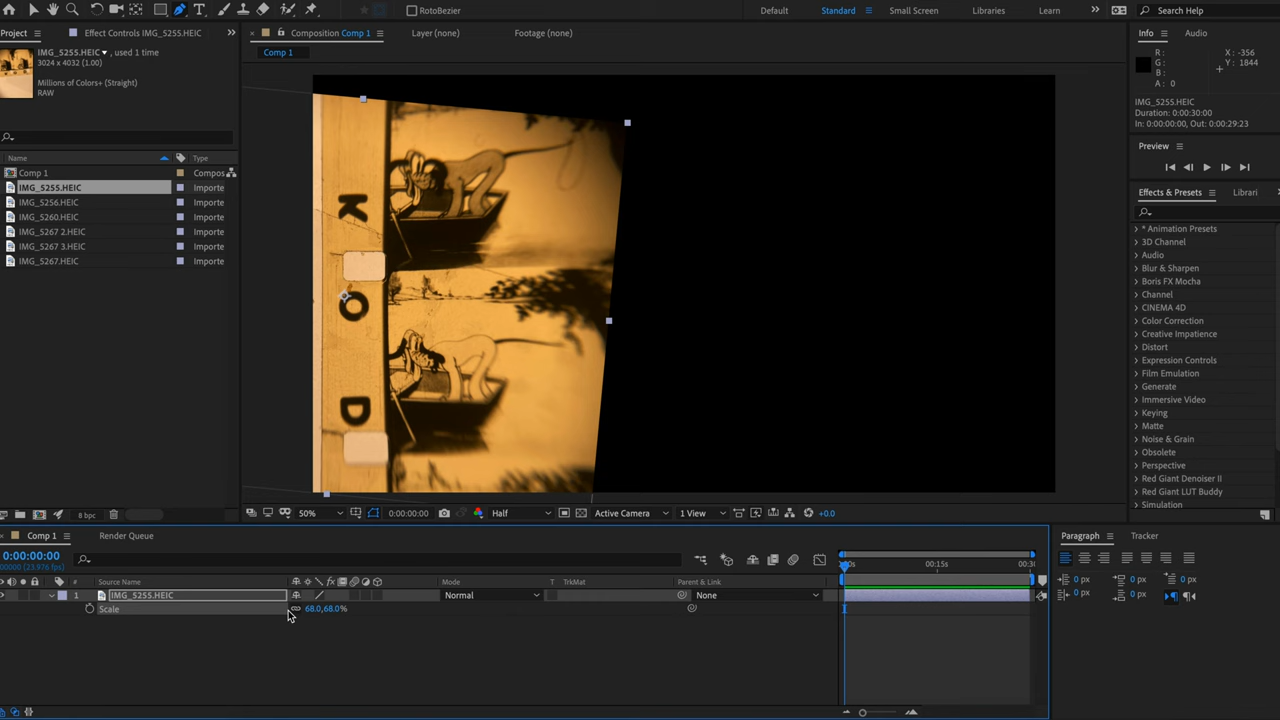 RotoBezier
Default
Standard
Small Screen
Libraries
Learn
Search Help
Project
Effect Controls IMG_5255.HEIC
Composition Comp 1
Layer (none)
Footage (none)
Info
Audio
IMG_5255.HEIC , used 1 time
3024 x 4032 (1.00)
Millions of Colors+ (Straight)
RAW
Comp 1
R :
G :
B :
A : 0
X : -356
Y : 1844
IMG_5255.HEIC
Duration: 0:00:30:00
In: 0:00:00:00, Out: 0:00:29:23
Preview
Name
Type
Comp 1
Compos
IMG_5255.HEIC
Importe
IMG_5256.HEIC
Importe
IMG_5260.HEIC
Importe
IMG_5267 2.HEIC
Importe
IMG_5267 3.HEIC
Importe
IMG_5267.HEIC
Importe
K O D
Effects & Presets
Librari
* Animation Presets
3D Channel
Audio
Blur & Sharpen
Boris FX Mocha
Channel
CINEMA 4D
Color Correction
Creative Impatience
Distort
Expression Controls
Film Emulation
Generate
Immersive Video
Keying
Matte
Noise & Grain
Obsolete
Perspective
Red Giant Denoiser II
Red Giant LUT Buddy
Simulation
8 bpc
50%
0:00:00:00
Half
Active Camera
1 View
+0.0
Comp 1
Render Queue
0:00:00:00
00000 (23.976 fps)
# Source Name
Mode
T TrkMat
Parent & Link
:00s
00:15s
00:30
1 IMG_5255.HEIC
Normal
None
Scale
68.0,68.0%
Paragraph
Tracker
0 px
0 px
0 px
0 px
0 px